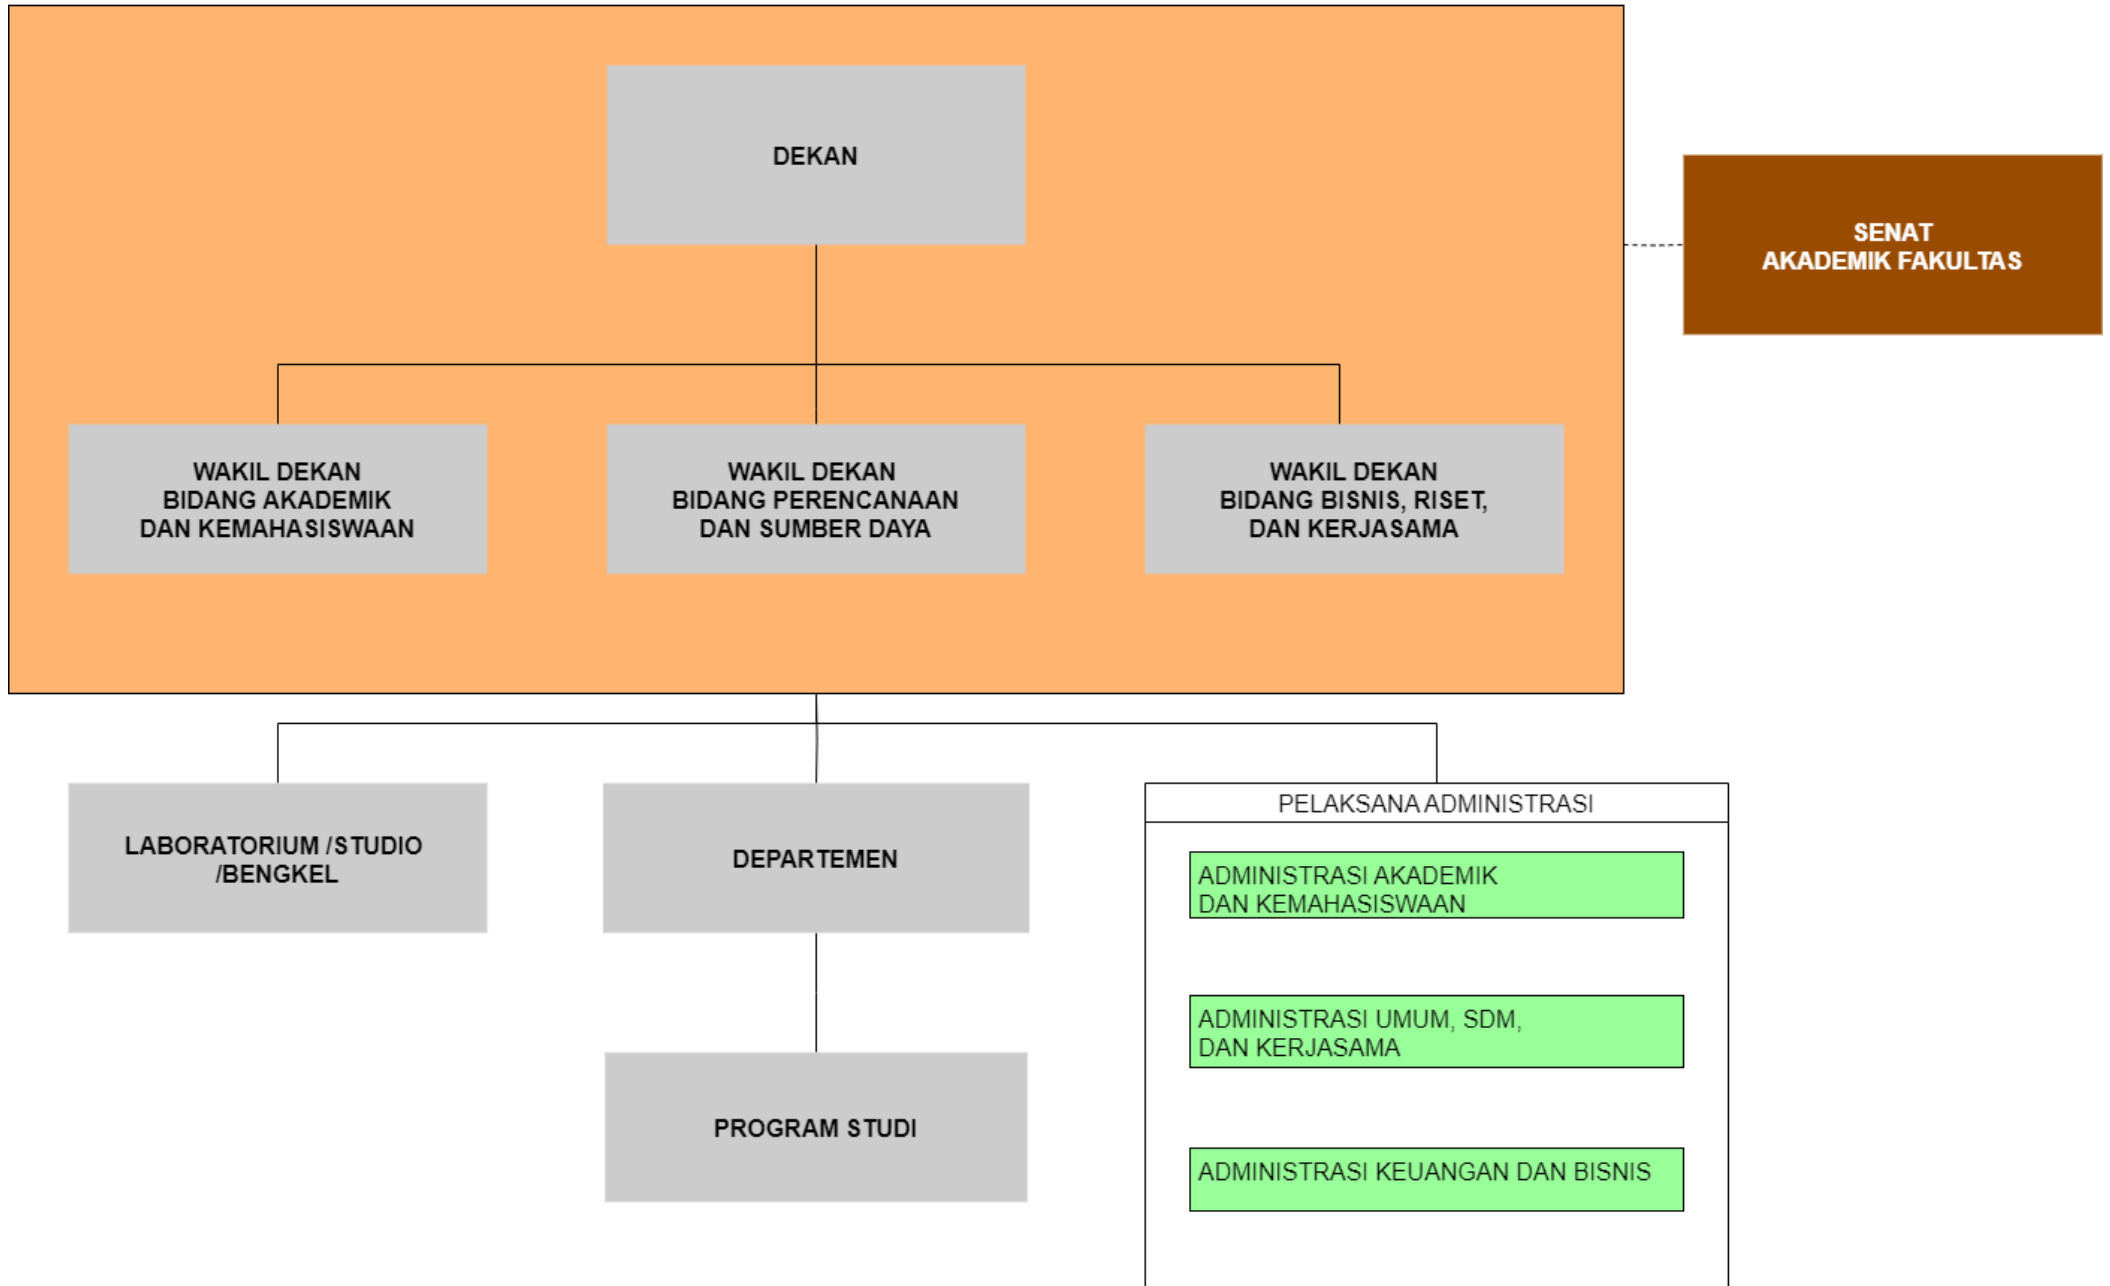 DEKAN
SENAT
AKADEMIK FAKULTAS
WAKIL DEKAN
BIDANG AKADEMIK
DAN KEMAHASISWAAN
WAKIL DEKAN
BIDANG PERENCANAAN
DAN SUMBER DAYA
WAKIL DEKAN
BIDANG BISNIS, RISET,
DAN KERJASAMA
LABORATORIUM /STUDIO
/BENGKEL
DEPARTEMEN
PROGRAM STUDI
PELAKSANA ADMINISTRASI
ADMINISTRASI AKADEMIK
DAN KEMAHASISWAAN
ADMINISTRASI UMUM, SDM,
DAN KERJASAMA
ADMINISTRASI KEUANGAN DAN BISNIS